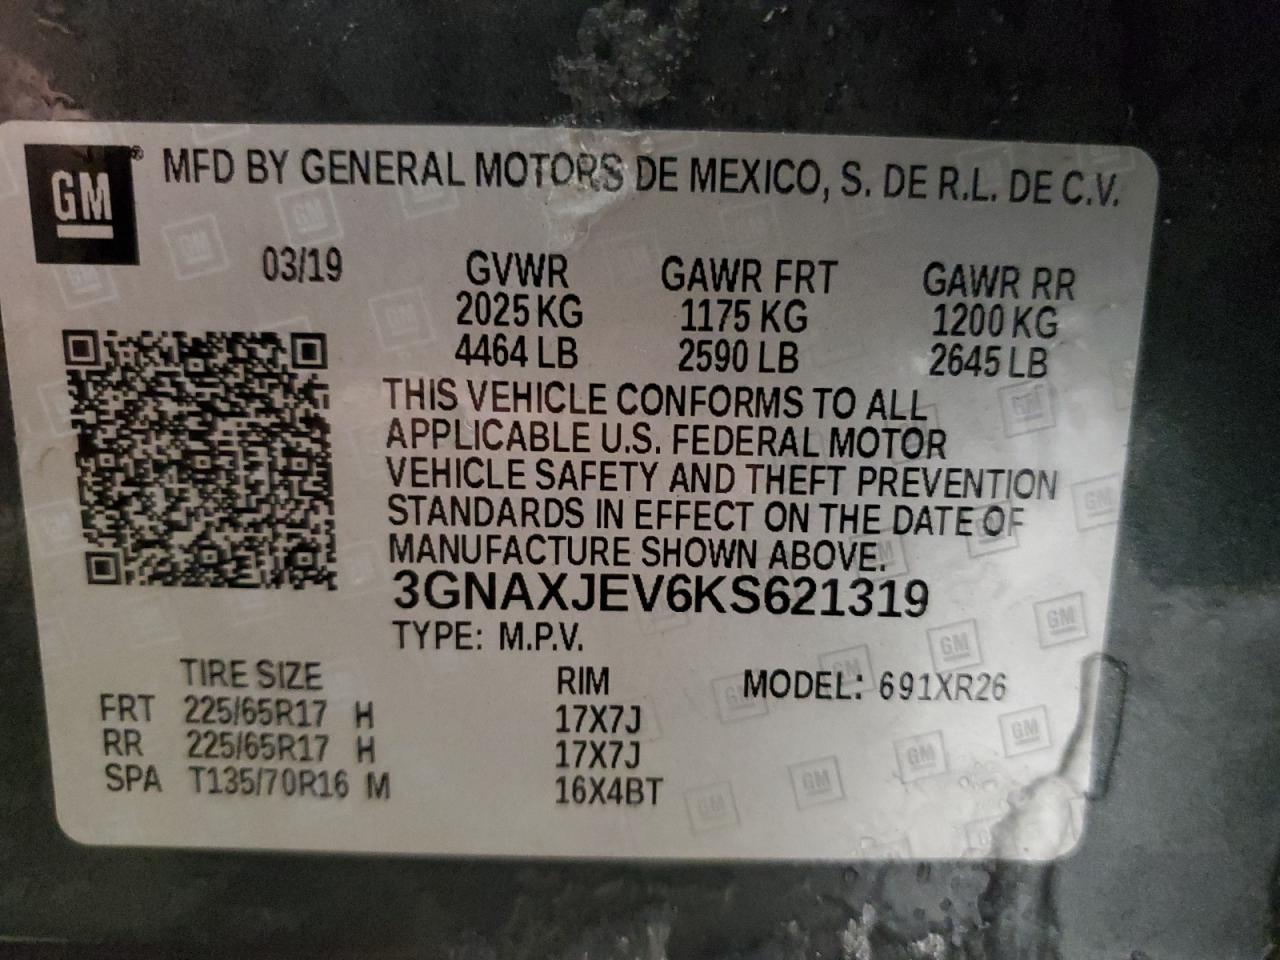 GM ® MFD BY GENERAL MOTORS DE MEXICO, S. DE R.L. DE C.V.
03/19 GVWR GAWR FRT GAWR RR
2025 KG 1175 KG 1200 KG
4464 LB 2590 LB 2645 LB
THIS VEHICLE CONFORMS TO ALL
APPLICABLE U.S. FEDERAL MOTOR
VEHICLE SAFETY AND THEFT PREVENTION
STANDARDS IN EFFECT ON THE DATE OF
MANUFACTURE SHOWN ABOVE.
3GNAXJEV6KS621319
TYPE: M.P.V.
TIRE SIZE RIM MODEL: 691XR26
FRT 225/65R17 H 17X7J
RR 225/65R17 H 17X7J
SPA T135/70R16 M 16X4BT